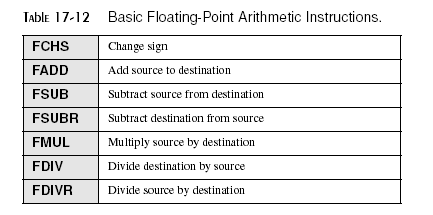 TABLE 17-12 Basic Floating-Point Arithmetic Instructions.
FCHS Change sign
FADD Add source to destination
FSUB Subtract source from destination
FSUBR Subtract destination from source
FMUL Multiply source by destination
FDIV Divide destination by source
FDIVR Divide source by destination